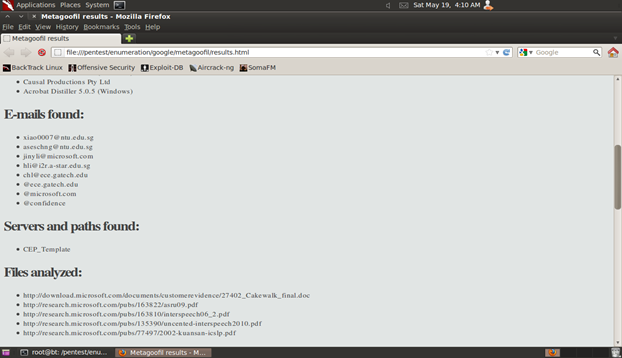 Applications Places System
Sat May 19, 4:10 AM
Metagoofil results - Mozilla Firefox
File Edit View History Bookmarks Tools Help
Metagoofil results
file:///pentest/enumeration/google/metagoofil/results.html
Google
BackTrack Linux Offensive Security Exploit-DB Aircrack-ng SomaFM
Causal Productions Pty Ltd
Acrobat Distiller 5.0.5 (Windows)
E-mails found:
xiao0007@ntu.edu.sg
aseschng@ntu.edu.sg
jinyli@microsoft.com
hli@i2r.a-star.edu.sg
chl@ece.gatech.edu
@ece.gatech.edu
@microsoft.com
@confidence
Servers and paths found:
CEP_Template
Files analyzed:
http://download.microsoft.com/documents/customerevidence/27402_Cakewalk_final.doc
http://research.microsoft.com/pubs/163822/asru09.pdf
http://research.microsoft.com/pubs/163810/interspeech06_2.pdf
http://research.microsoft.com/pubs/135390/uncented-interspeech2010.pdf
http://research.microsoft.com/pubs/77497/2002-kuansan-icslp.pdf
root@bt: /pentest/enu...
Metagoofil results - M...